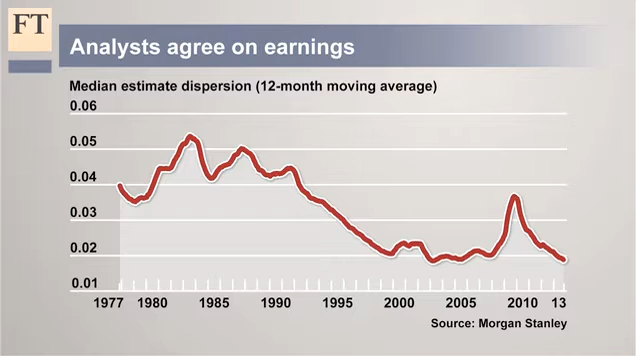 FT
Analysts agree on earnings
Median estimate dispersion (12-month moving average)
0.06
0.05
0.04
0.03
0.02
0.01
1977 1980 1985 1990 1995 2000 2005 2010 13
Source: Morgan Stanley